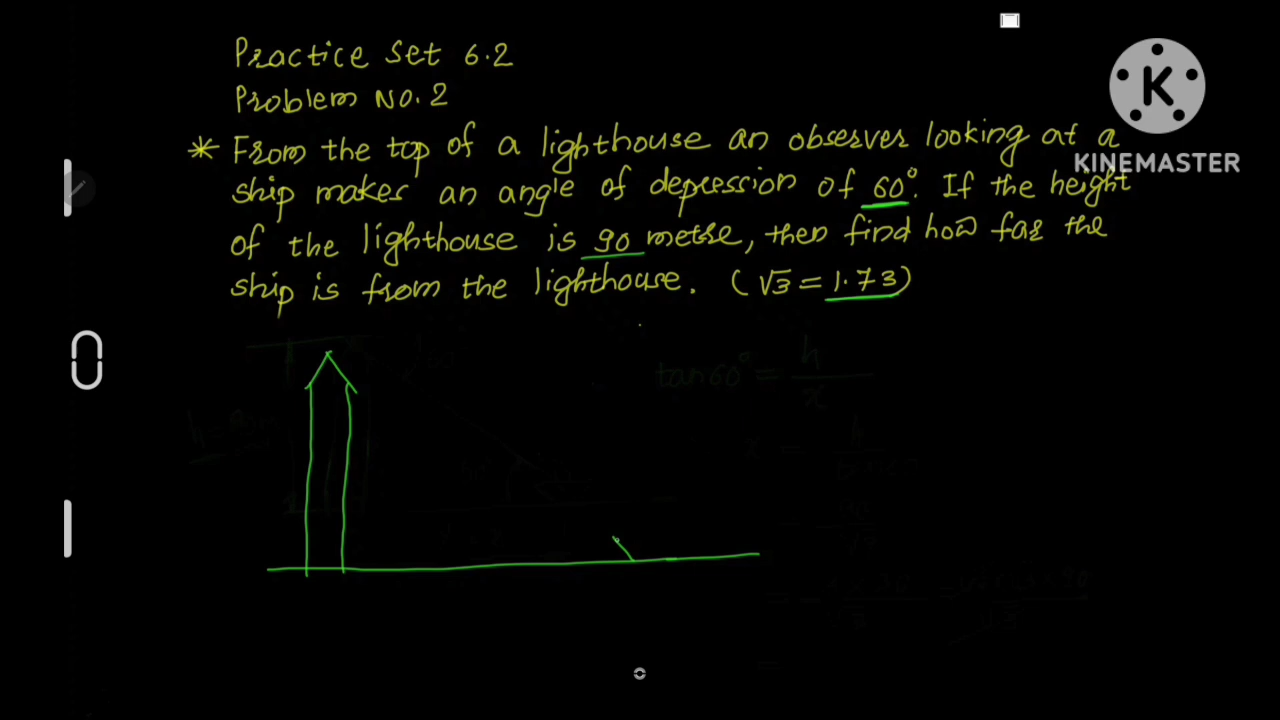 Practice Set 6.2
Problem No. 2
* From the top of a lighthouse an observer looking at a
ship makes an angle of depression of 60°. If the height
of the lighthouse is 90 metre, then find how far the
ship is from the lighthouse. (√3 = 1.73)
K
KINEMASTER
tan 60° = h / x
x = h